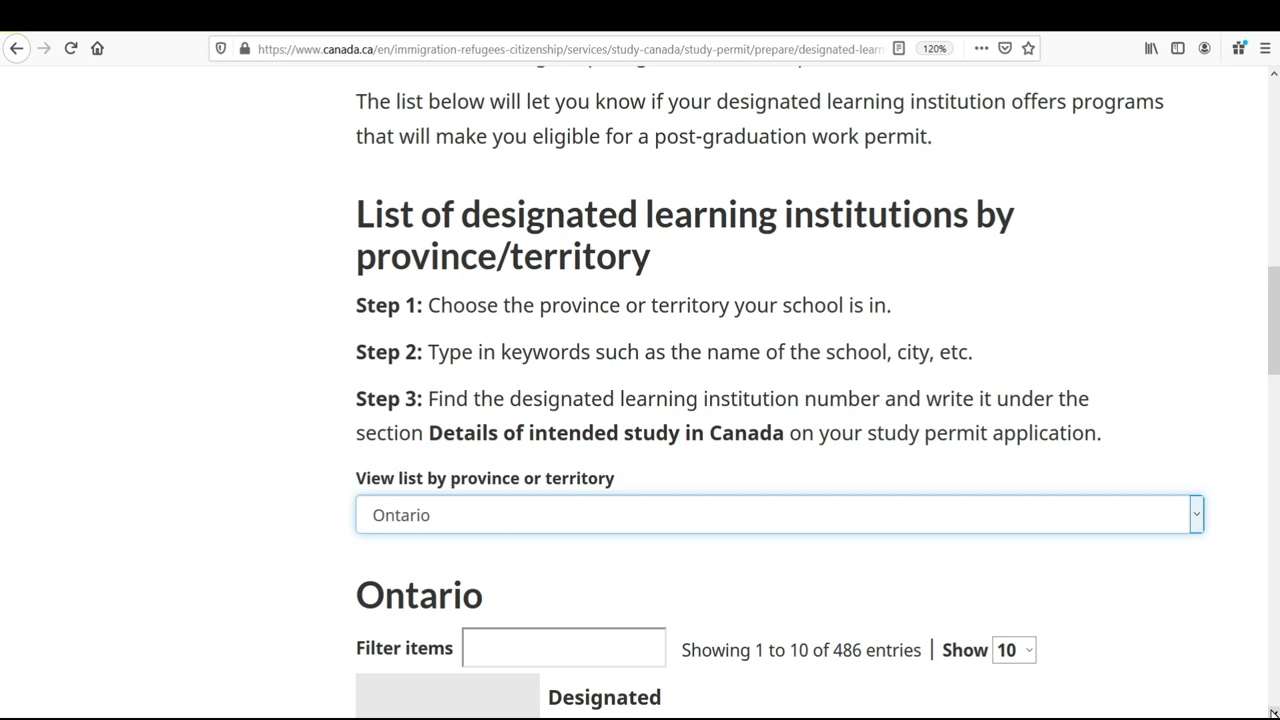 https://www.canada.ca/en/immigration-refugees-citizenship/services/study-canada/study-permit/prepare/designated-learn
120%
The list below will let you know if your designated learning institution offers programs
that will make you eligible for a post-graduation work permit.
List of designated learning institutions by
province/territory
Step 1: Choose the province or territory your school is in.
Step 2: Type in keywords such as the name of the school, city, etc.
Step 3: Find the designated learning institution number and write it under the
section Details of intended study in Canada on your study permit application.
View list by province or territory
Ontario
Ontario
Filter items
Showing 1 to 10 of 486 entries | Show 10
Designated